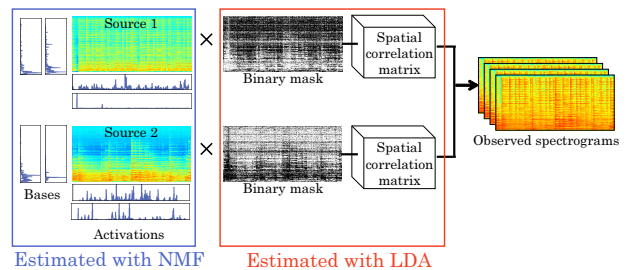 Source 1
×
Binary mask
Spatial
correlation
matrix
Observed spectrograms
Source 2
×
Binary mask
Spatial
correlation
matrix
Bases
Activations
Estimated with NMF
Estimated with LDA